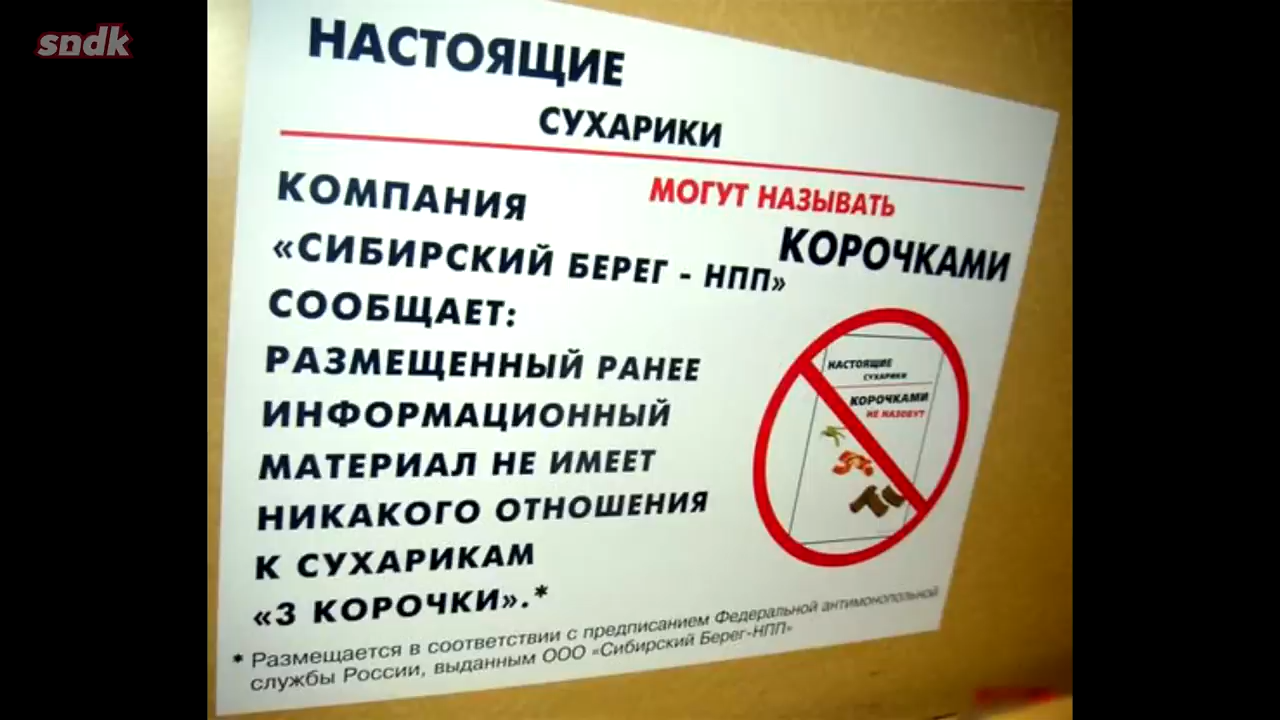 sndk
НАСТОЯЩИЕ
СУХАРИКИ
МОГУТ НАЗЫВАТЬ
КОРОЧКАМИ
КОМПАНИЯ
«СИБИРСКИЙ БЕРЕГ - НПП»
СООБЩАЕТ:
РАЗМЕЩЕННЫЙ РАНЕЕ
ИНФОРМАЦИОННЫЙ
МАТЕРИАЛ НЕ ИМЕЕТ
НИКАКОГО ОТНОШЕНИЯ
К СУХАРИКАМ
«3 КОРОЧКИ».*
НАСТОЯЩИЕ
СУХАРИКИ
КОРОЧКАМИ
НЕ НАЗОВУТ
* Размещается в соответствии с предписанием Федеральной антимонопольной
службы России, выданным ООО «Сибирский Берег-НПП»